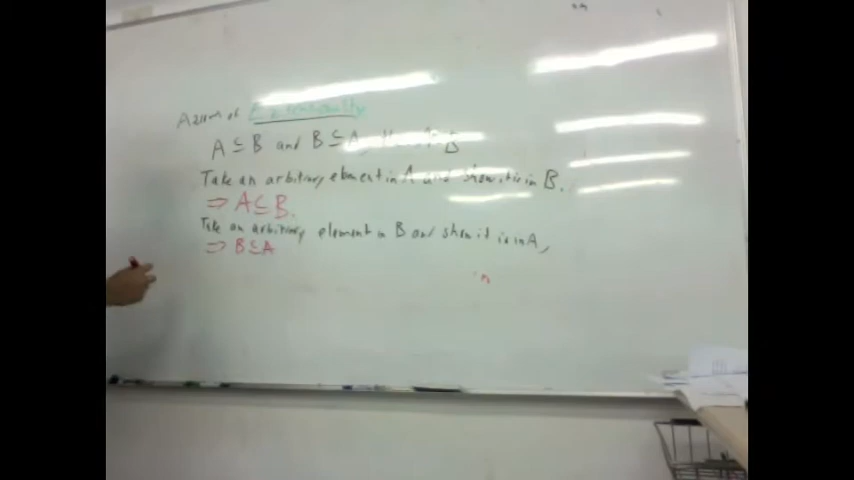 Axiom of Extensionality
A ⊆ B and B ⊆ A, then A = B
Take an arbitrary element in A and show it is in B.
⇒ A ⊆ B.
Take an arbitrary element in B and show it is in A,
⇒ B ⊆ A